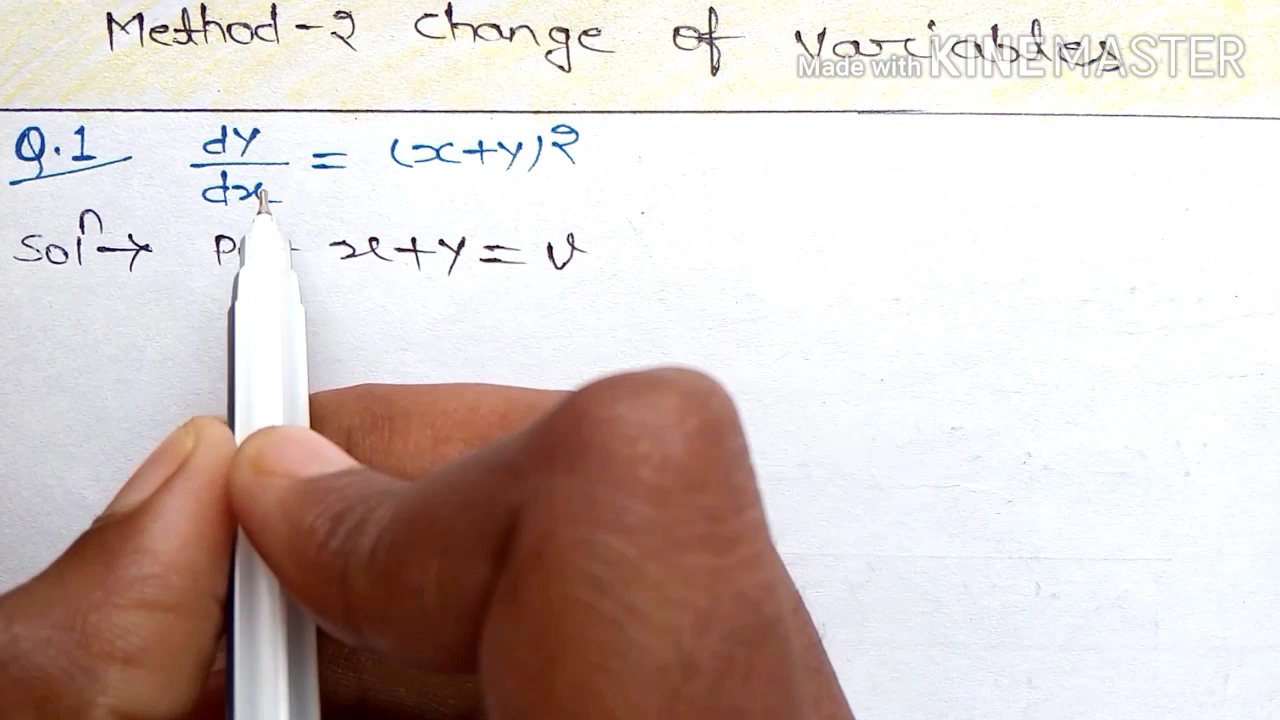 Method-2 Change of Variables
Made with KINEMASTER
Q.1 dy/dx = (x+y)2
Soln → x+y=v